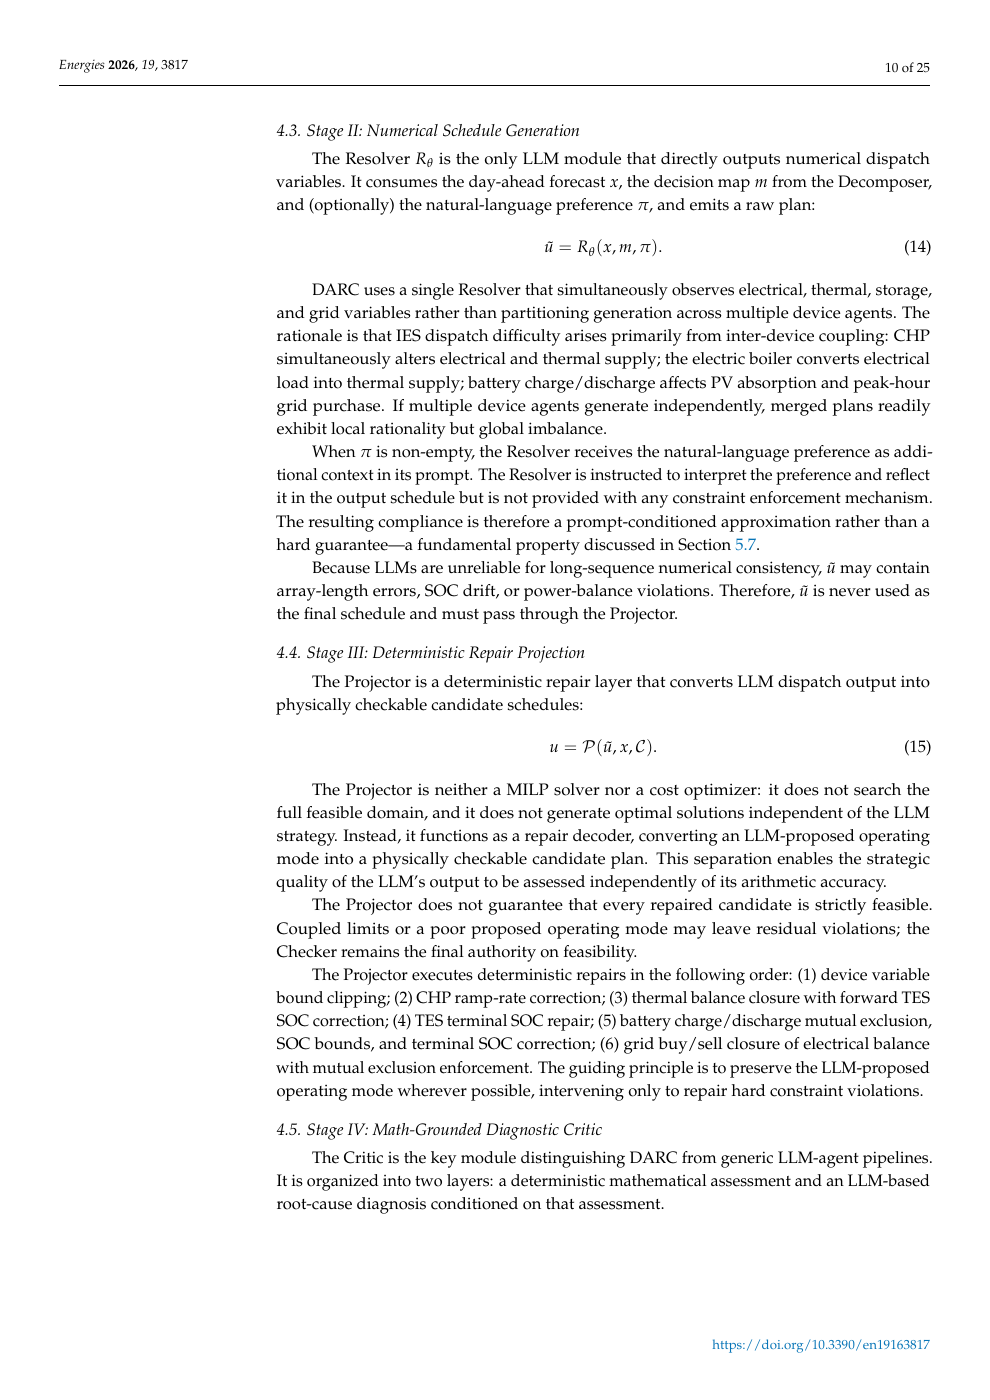 Energies 2026, 19, 3817
10 of 25
4.3. Stage II: Numerical Schedule Generation
The Resolver Rθ is the only LLM module that directly outputs numerical dispatch
variables. It consumes the day-ahead forecast x, the decision map m from the Decomposer,
and (optionally) the natural-language preference π, and emits a raw plan:
ũ = Rθ(x, m, π). (14)
DARC uses a single Resolver that simultaneously observes electrical, thermal, storage,
and grid variables rather than partitioning generation across multiple device agents. The
rationale is that IES dispatch difficulty arises primarily from inter-device coupling: CHP
simultaneously alters electrical and thermal supply; the electric boiler converts electrical
load into thermal supply; battery charge/discharge affects PV absorption and peak-hour
grid purchase. If multiple device agents generate independently, merged plans readily
exhibit local rationality but global imbalance.
When π is non-empty, the Resolver receives the natural-language preference as addi-
tional context in its prompt. The Resolver is instructed to interpret the preference and reflect
it in the output schedule but is not provided with any constraint enforcement mechanism.
The resulting compliance is therefore a prompt-conditioned approximation rather than a
hard guarantee—a fundamental property discussed in Section 5.7.
Because LLMs are unreliable for long-sequence numerical consistency, ũ may contain
array-length errors, SOC drift, or power-balance violations. Therefore, ũ is never used as
the final schedule and must pass through the Projector.
4.4. Stage III: Deterministic Repair Projection
The Projector is a deterministic repair layer that converts LLM dispatch output into
physically checkable candidate schedules:
u = 𝒫(ũ, x, 𝒞). (15)
The Projector is neither a MILP solver nor a cost optimizer: it does not search the
full feasible domain, and it does not generate optimal solutions independent of the LLM
strategy. Instead, it functions as a repair decoder, converting an LLM-proposed operating
mode into a physically checkable candidate plan. This separation enables the strategic
quality of the LLM's output to be assessed independently of its arithmetic accuracy.
The Projector does not guarantee that every repaired candidate is strictly feasible.
Coupled limits or a poor proposed operating mode may leave residual violations; the
Checker remains the final authority on feasibility.
The Projector executes deterministic repairs in the following order: (1) device variable
bound clipping; (2) CHP ramp-rate correction; (3) thermal balance closure with forward TES
SOC correction; (4) TES terminal SOC repair; (5) battery charge/discharge mutual exclusion,
SOC bounds, and terminal SOC correction; (6) grid buy/sell closure of electrical balance
with mutual exclusion enforcement. The guiding principle is to preserve the LLM-proposed
operating mode wherever possible, intervening only to repair hard constraint violations.
4.5. Stage IV: Math-Grounded Diagnostic Critic
The Critic is the key module distinguishing DARC from generic LLM-agent pipelines.
It is organized into two layers: a deterministic mathematical assessment and an LLM-based
root-cause diagnosis conditioned on that assessment.
https://doi.org/10.3390/en19163817